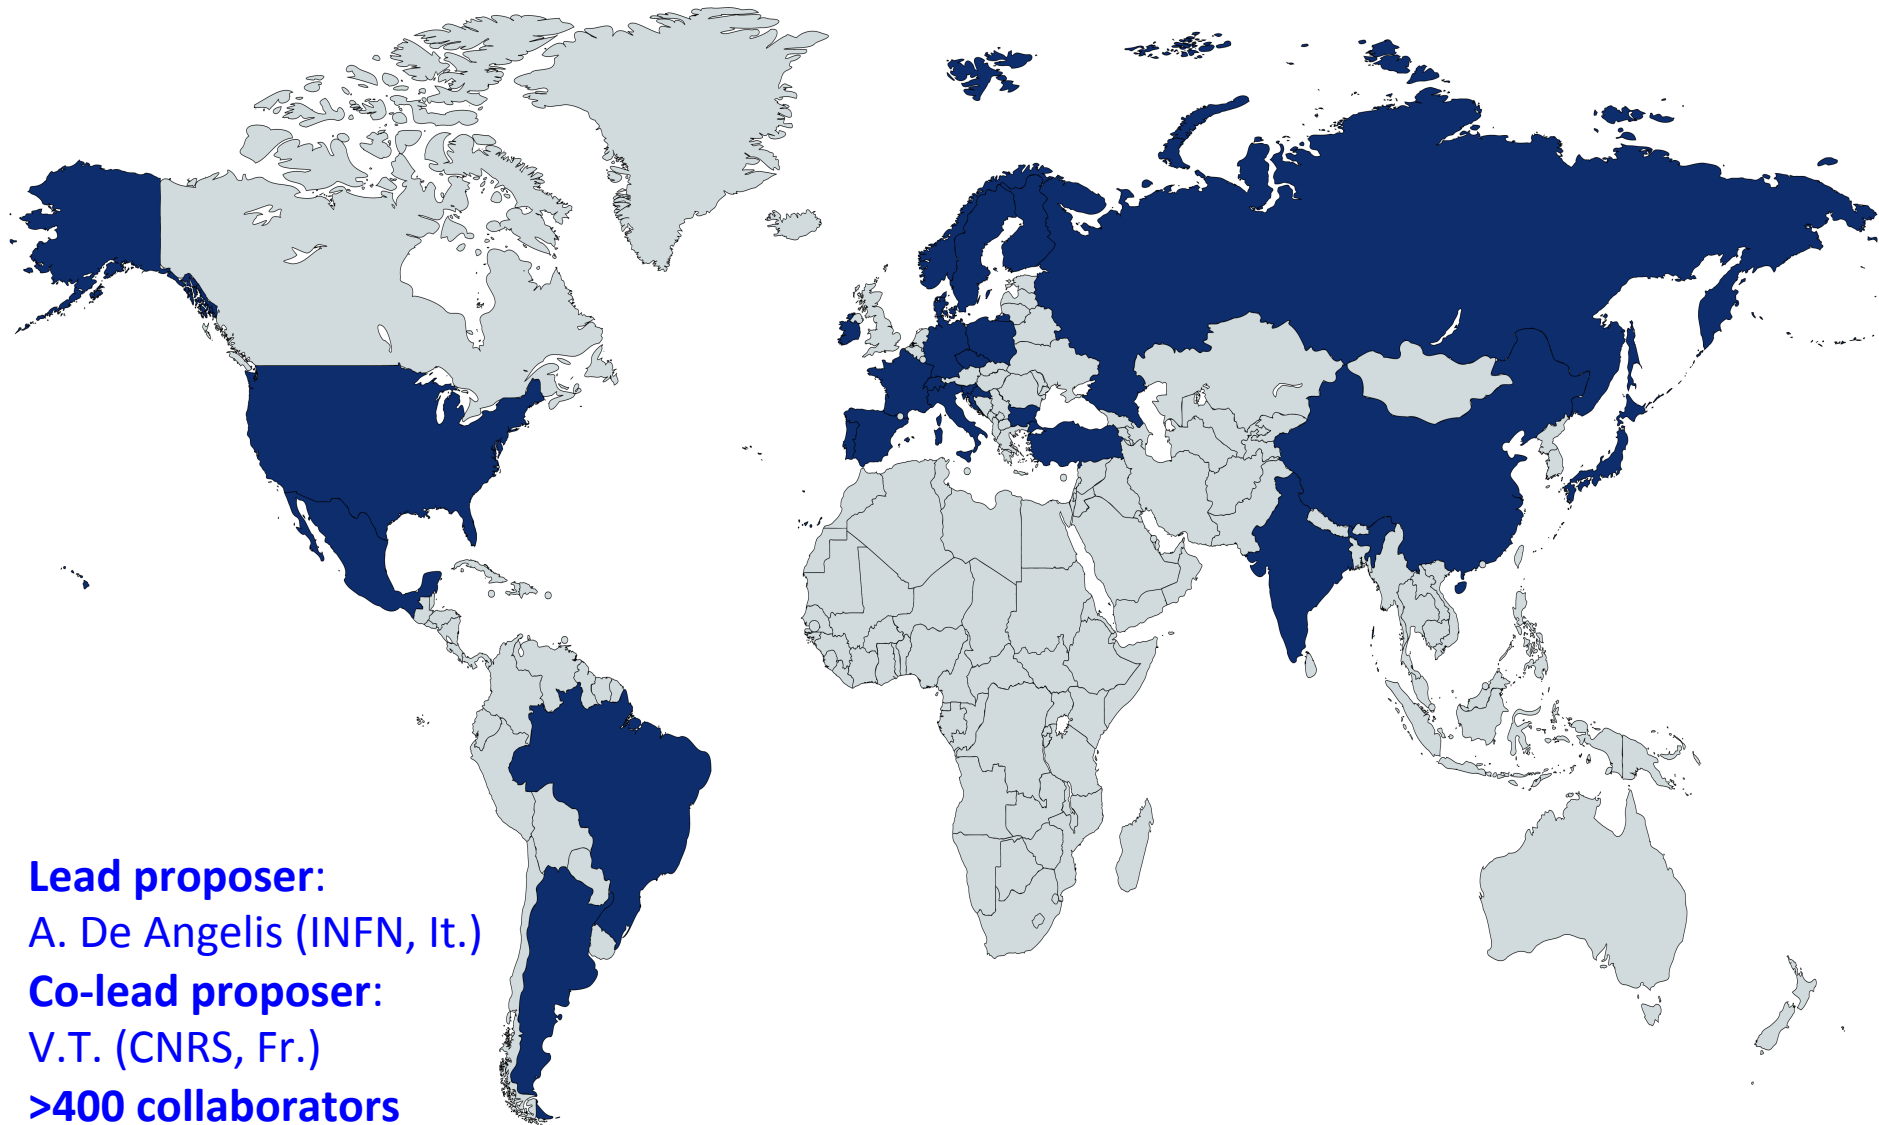 Lead proposer:
A. De Angelis (INFN, It.)
Co-lead proposer:
V.T. (CNRS, Fr.)
>400 collaborators